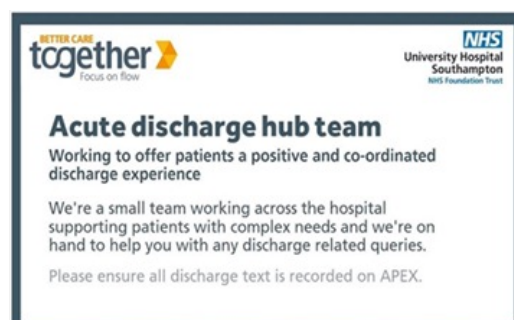 BETTER CARE
together
Focus on flow
NHS
University Hospital
Southampton
NHS Foundation Trust
Acute discharge hub team
Working to offer patients a positive and co-ordinated
discharge experience
We're a small team working across the hospital
supporting patients with complex needs and we're on
hand to help you with any discharge related queries.
Please ensure all discharge text is recorded on APEX.